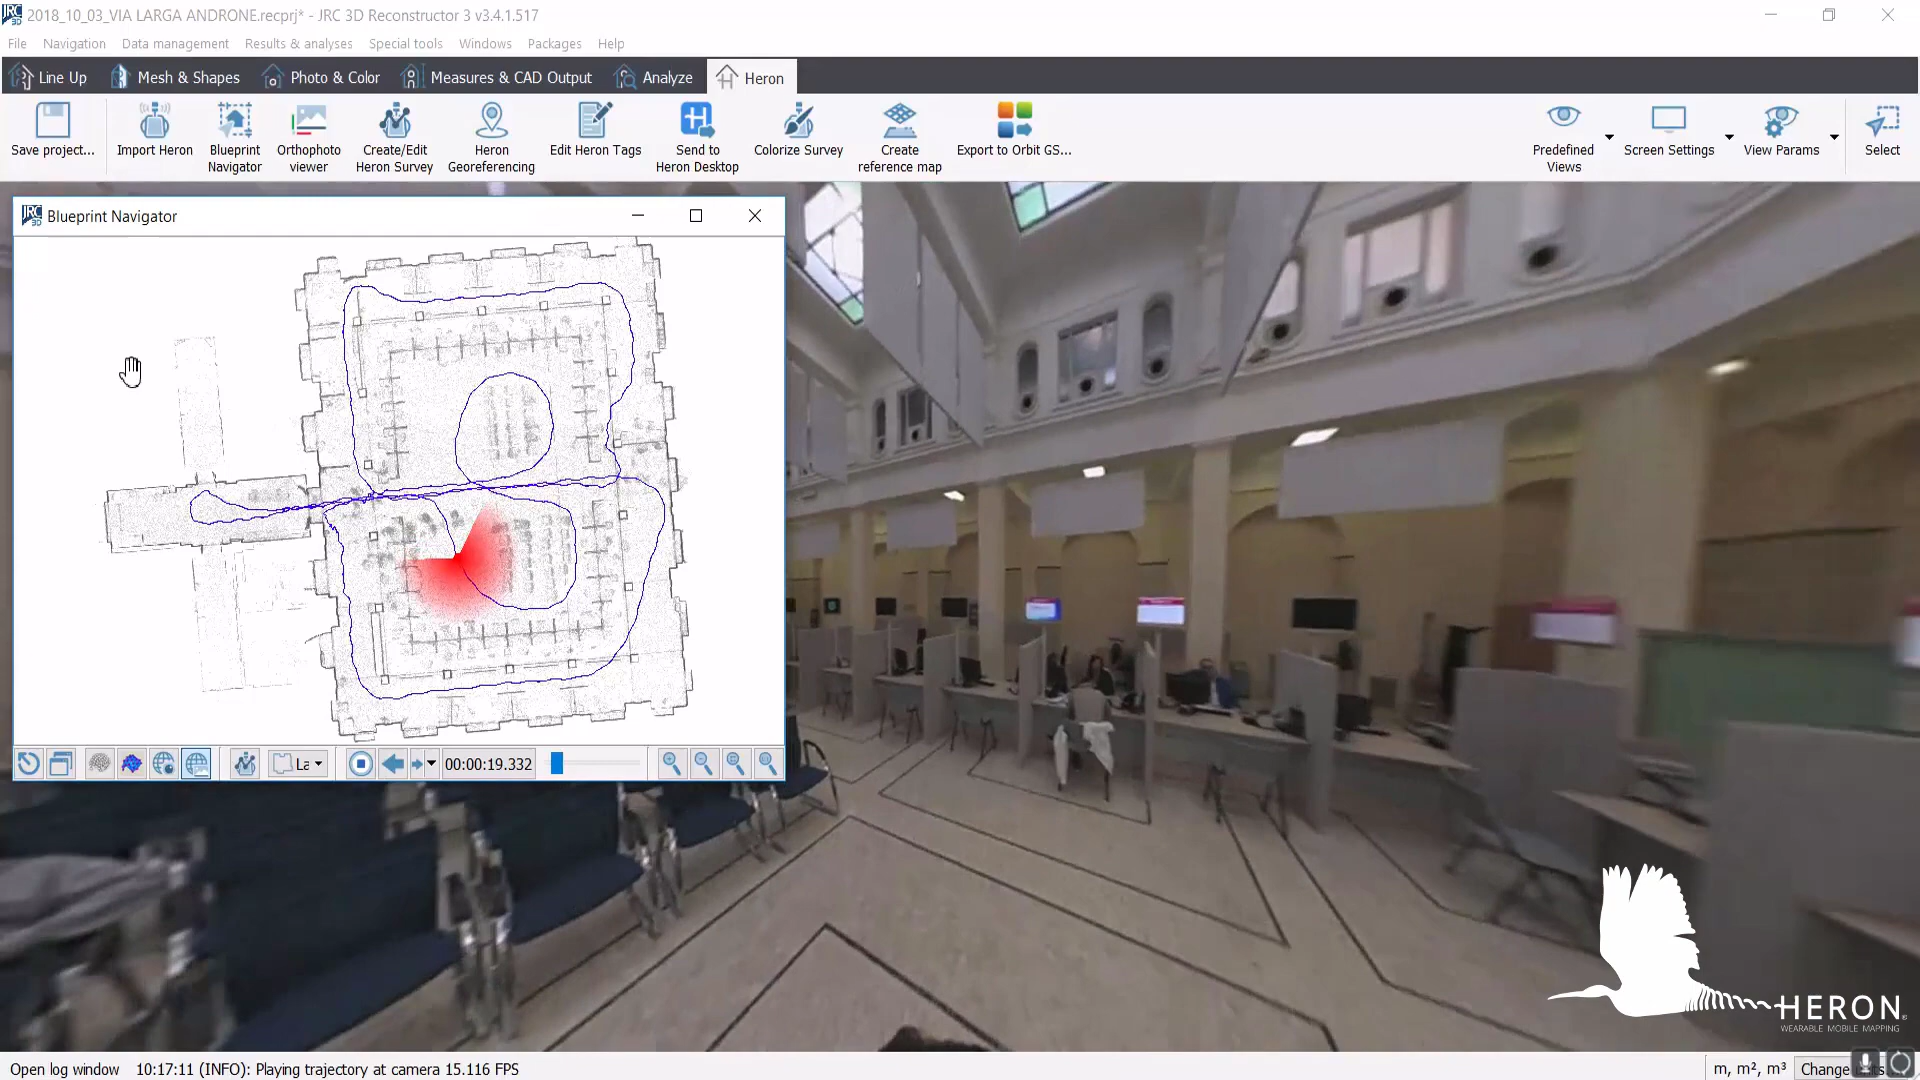 2018_10_03_VIA LARGA ANDRONE.recprj* - JRC 3D Reconstructor 3 v3.4.1.517
File Navigation Data management Results & analyses Special tools Windows Packages Help
Line Up Mesh & Shapes Photo & Color Measures & CAD Output Analyze Heron
Save project...
Import Heron
Blueprint
Navigator
Orthophoto
viewer
Create/Edit
Heron Survey
Heron
Georeferencing
Edit Heron Tags
Send to
Heron Desktop
Colorize Survey
Create
reference map
Export to Orbit GS...
Predefined
Views
Screen Settings
View Params
Select
JRC
3D
Blueprint Navigator
La
00:00:19.332
HERON
WEARABLE MOBILE MAPPING
Open log window 10:17:11 (INFO): Playing trajectory at camera 15.116 FPS
m, m², m³ Change